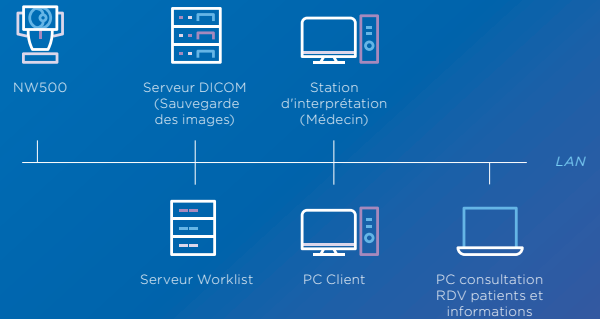 NW500
Serveur DICOM
(Sauvegarde
des images)
Station
d'interprétation
(Médecin)
LAN
Serveur Worklist
PC Client
PC consultation
RDV patients et
informations